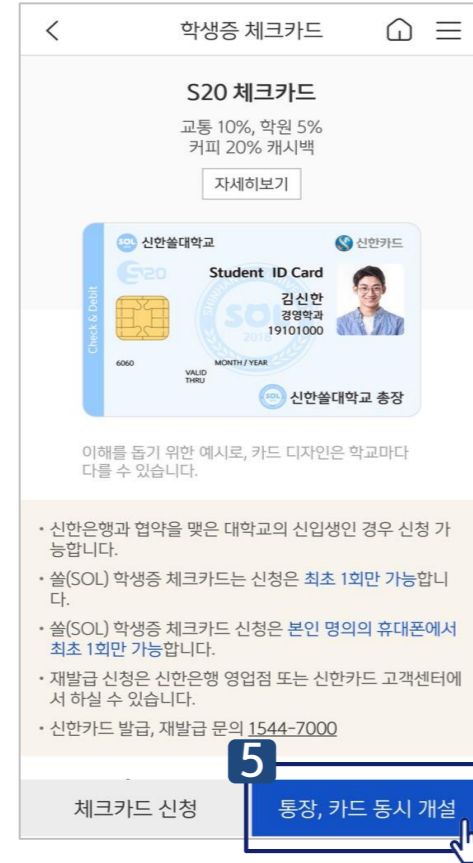 학생증 체크카드
S20 체크카드
교통 10%, 학원 5%
커피 20% 캐시백
자세히보기
SOL 신한쏠대학교
신한카드
S20
Student ID Card
김신한
경영학과
19101000
Check & Debit
SOL
2018
6060
MONTH / YEAR
VALID
THRU
신한쏠대학교 총장
이해를 돕기 위한 예시로, 카드 디자인은 학교마다
다를 수 있습니다.
• 신한은행과 협약을 맺은 대학교의 신입생인 경우 신청 가
능합니다.
• 쏠(SOL) 학생증 체크카드는 신청은 최초 1회만 가능합니
다.
• 쏠(SOL) 학생증 체크카드 신청은 본인 명의의 휴대폰에서
최초 1회만 가능합니다.
• 재발급 신청은 신한은행 영업점 또는 신한카드 고객센터에
서 하실 수 있습니다.
• 신한카드 발급, 재발급 문의 1544-7000
5
체크카드 신청
통장, 카드 동시 개설